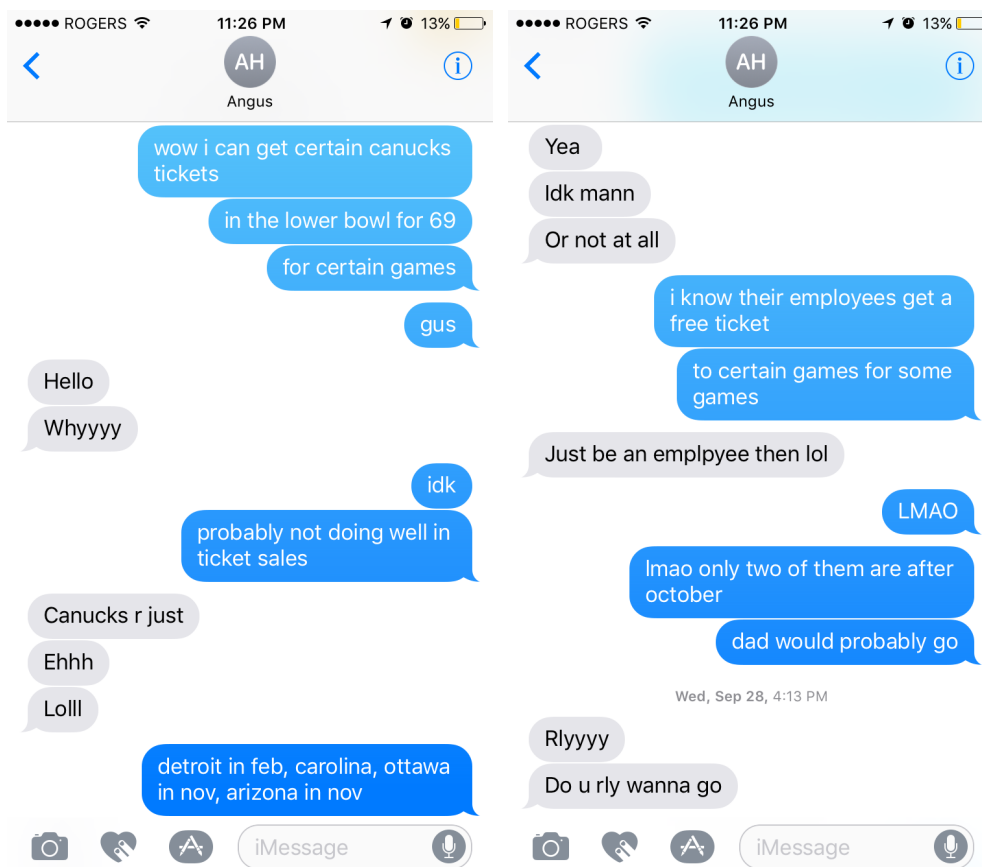 ROGERS 11:26 PM 13%
AH
Angus
wow i can get certain canucks
tickets
in the lower bowl for 69
for certain games
gus
Hello
Whyyyy
idk
probably not doing well in
ticket sales
Canucks r just
Ehhh
Lolll
detroit in feb, carolina, ottawa
in nov, arizona in nov
iMessage
ROGERS 11:26 PM 13%
AH
Angus
Yea
Idk mann
Or not at all
i know their employees get a
free ticket
to certain games for some
games
Just be an emplpyee then lol
LMAO
lmao only two of them are after
october
dad would probably go
Wed, Sep 28, 4:13 PM
Rlyyyy
Do u rly wanna go
iMessage